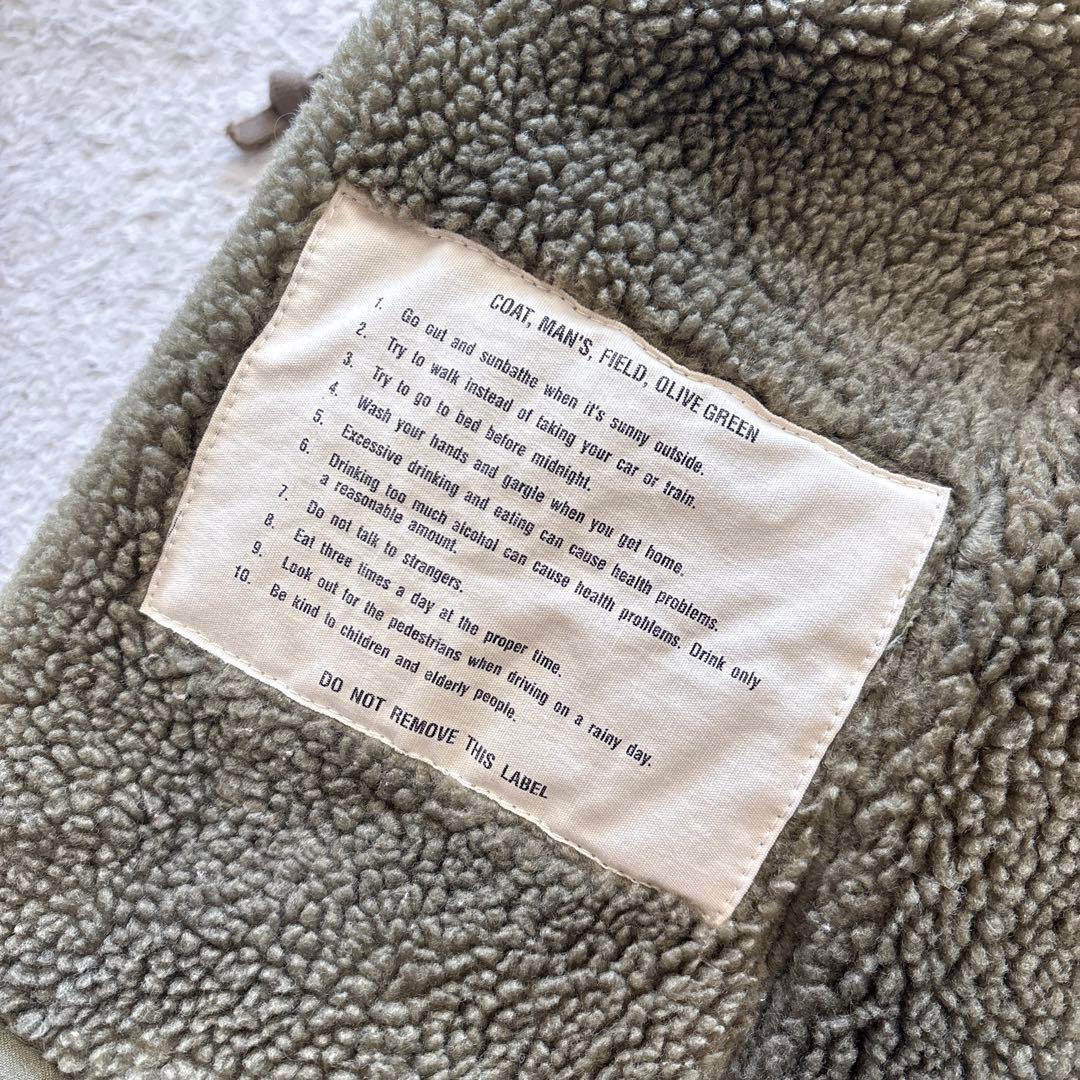 COAT, MAN'S, FIELD, OLIVE GREEN
1. Go out and sunbathe when it's sunny outside.
2. Try to walk instead of taking your car or train.
3. Try to go to bed before midnight.
4. Wash your hands and gargle when you get home.
5. Excessive drinking and eating can cause health problems.
6. Drinking too much alcohol can cause health problems. Drink only
a reasonable amount.
7. Do not talk to strangers.
8. Eat three times a day at the proper time.
9. Look out for the pedestrians when driving on a rainy day.
10. Be kind to children and elderly people.
DO NOT REMOVE THIS LABEL